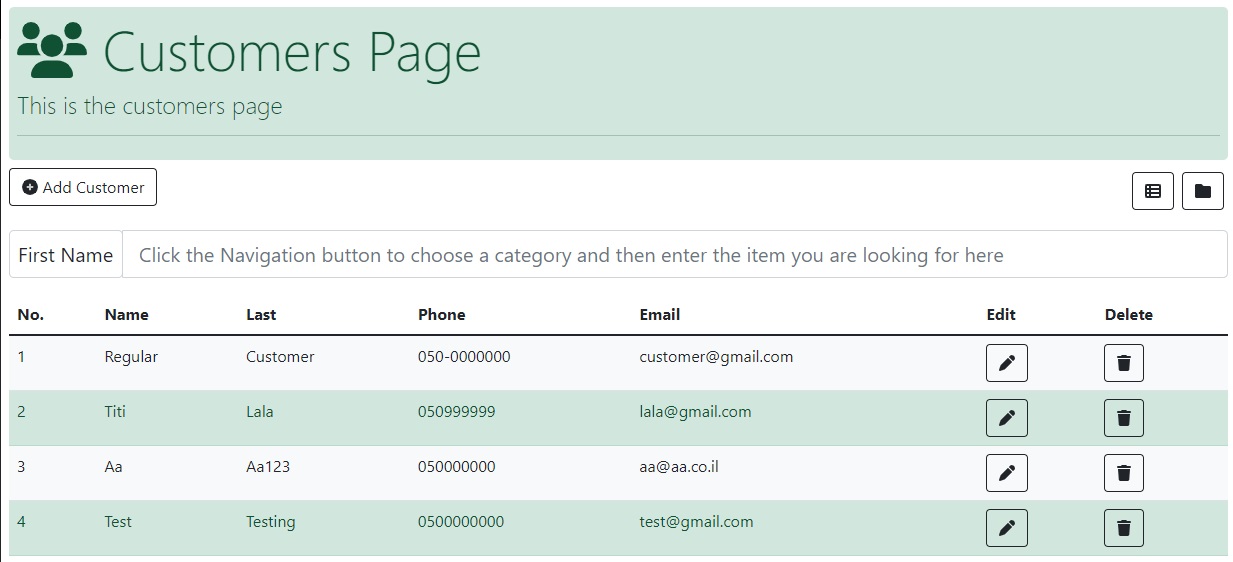 Customers Page
This is the customers page
Add Customer
First Name Click the Navigation button to choose a category and then enter the item you are looking for here
No. Name Last Phone Email Edit Delete
1 Regular Customer 050-0000000 customer@gmail.com
2 Titi Lala 050999999 lala@gmail.com
3 Aa Aa123 050000000 aa@aa.co.il
4 Test Testing 0500000000 test@gmail.com